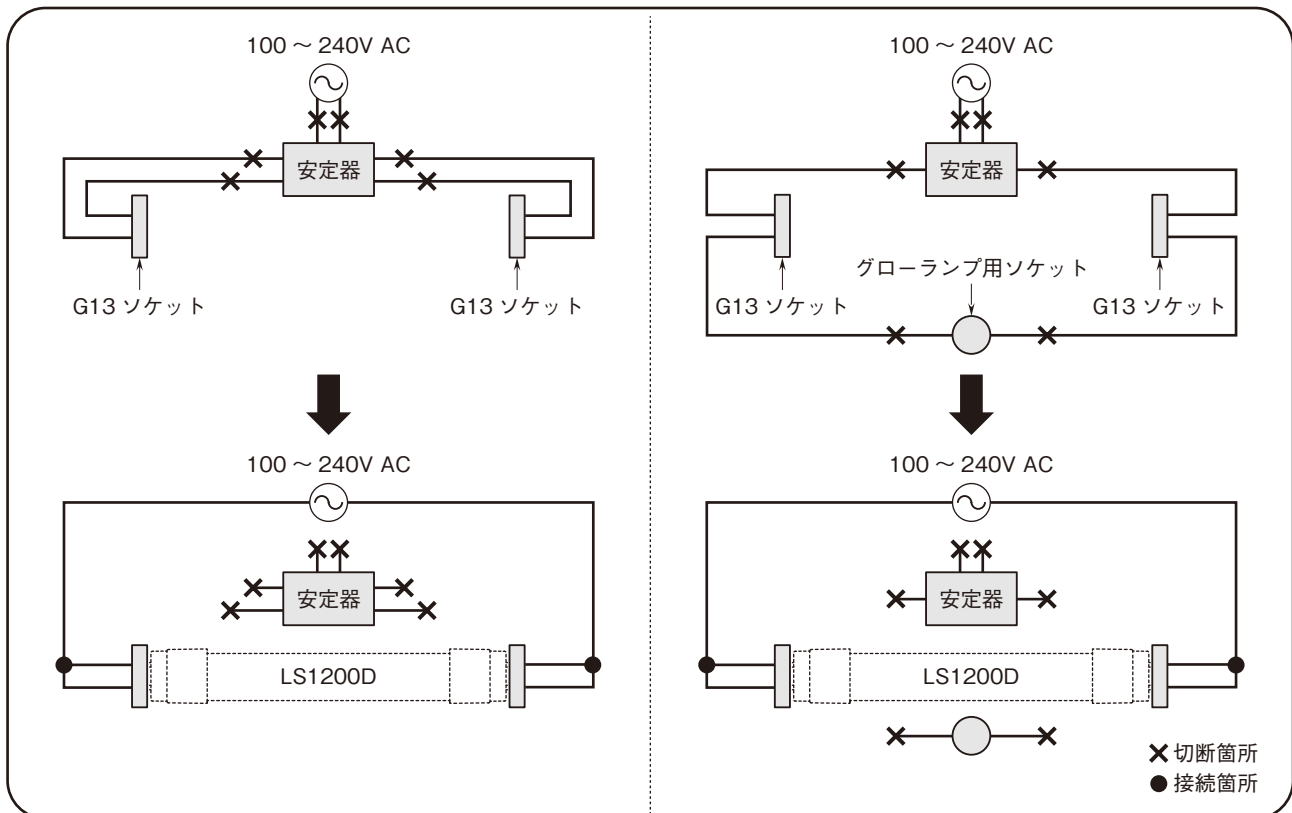 100 ～ 240V AC
安定器
G13 ソケット
G13 ソケット
100 ～ 240V AC
安定器
LS1200D
100 ～ 240V AC
安定器
グローランプ用ソケット
G13 ソケット
G13 ソケット
100 ～ 240V AC
安定器
LS1200D
切断箇所
接続箇所